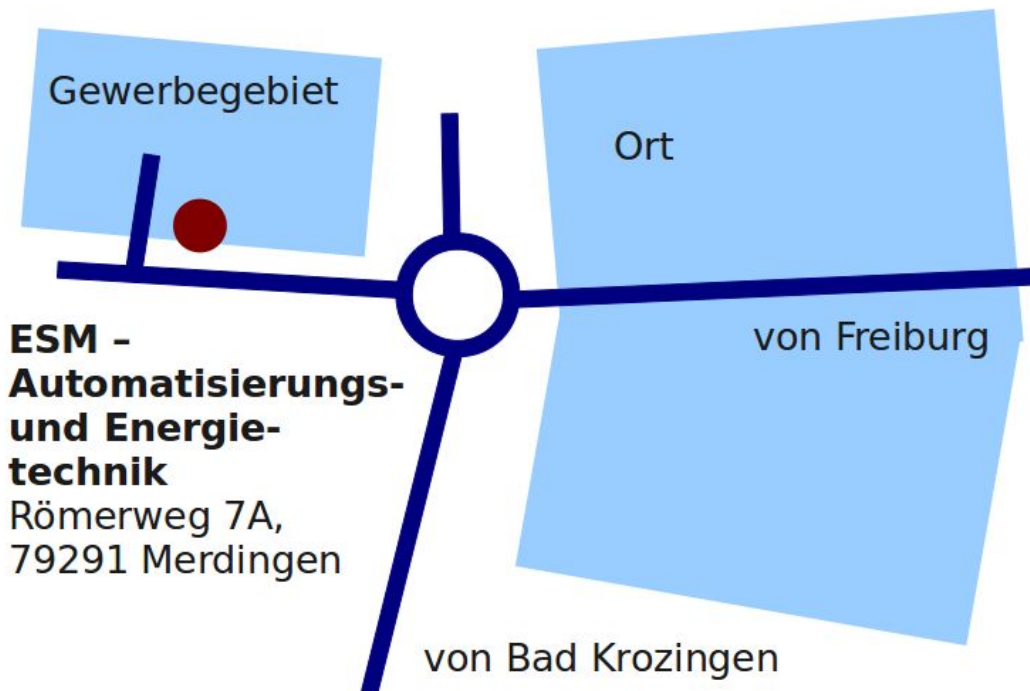 Gewerbegebiet
Ort
von Freiburg
ESM –
Automatisierungs-
und Energie-
technik
Römerweg 7A,
79291 Merdingen
von Bad Krozingen